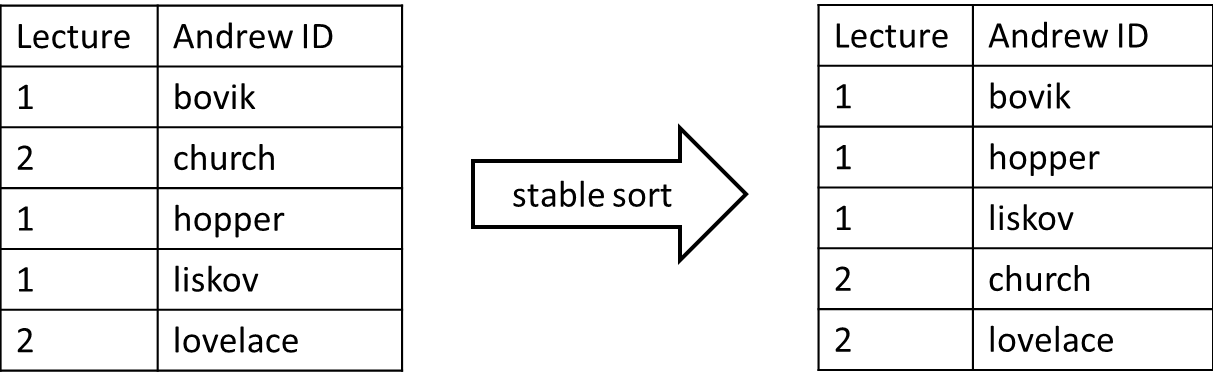 Lecture Andrew ID
1 bovik
2 church
1 hopper
1 liskov
2 lovelace
stable sort
Lecture Andrew ID
1 bovik
1 hopper
1 liskov
2 church
2 lovelace